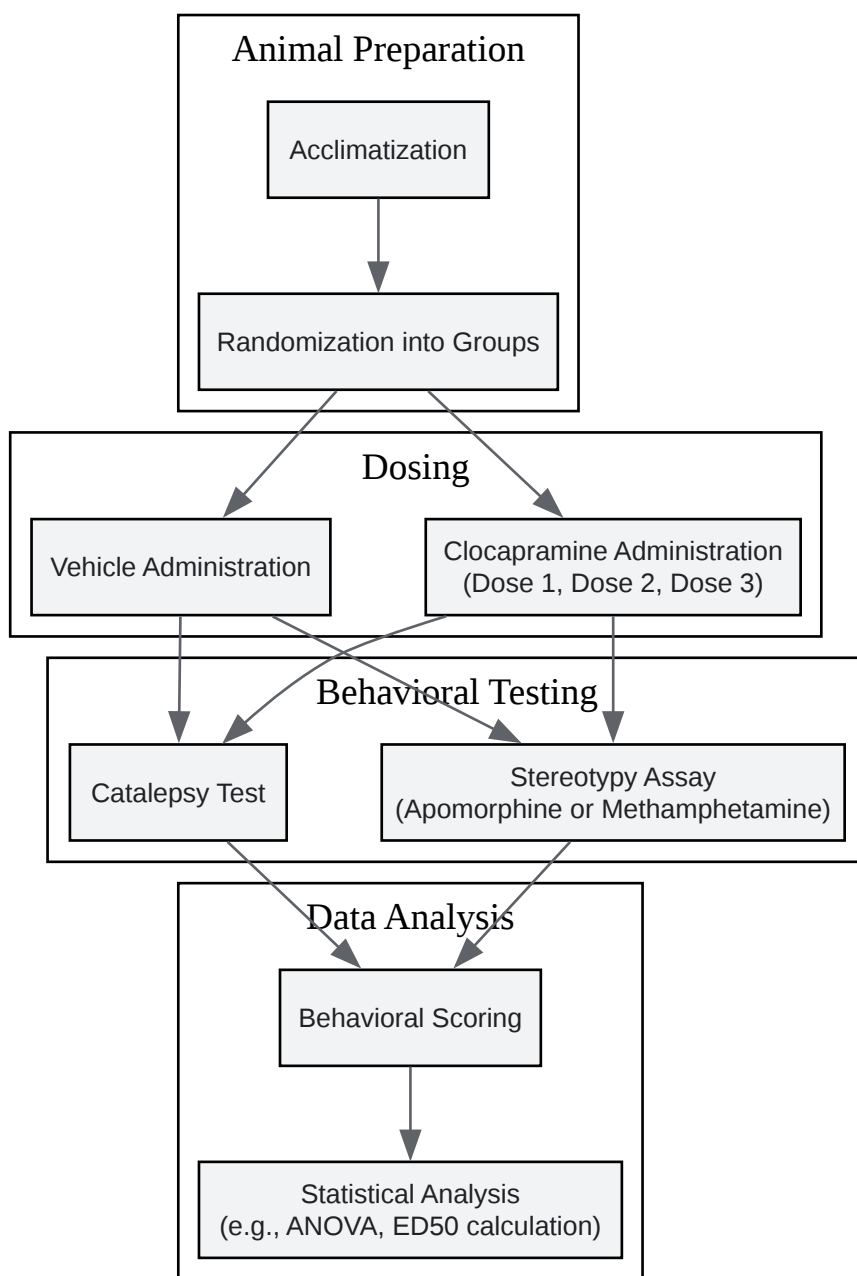 Animal Preparation
Acclimatization
Randomization into Groups
Dosing
Vehicle Administration
Clocapramine Administration
(Dose 1, Dose 2, Dose 3)
Behavioral Testing
Catalepsy Test
Stereotypy Assay
(Apomorphine or Methamphetamine)
Data Analysis
Behavioral Scoring
Statistical Analysis
(e.g., ANOVA, ED50 calculation)